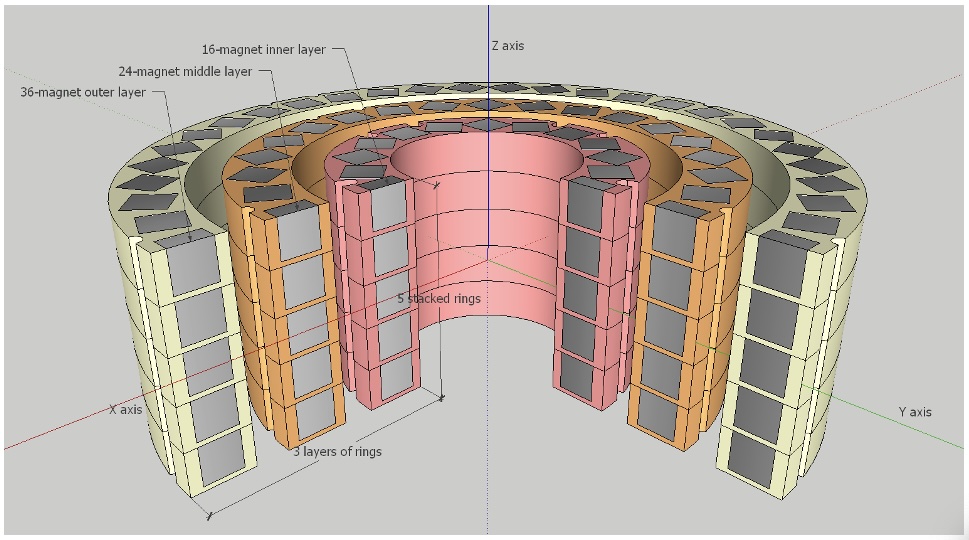 Z axis
16-magnet inner layer
24-magnet middle layer
36-magnet outer layer
5 stacked rings
X axis
Y axis
3 layers of rings